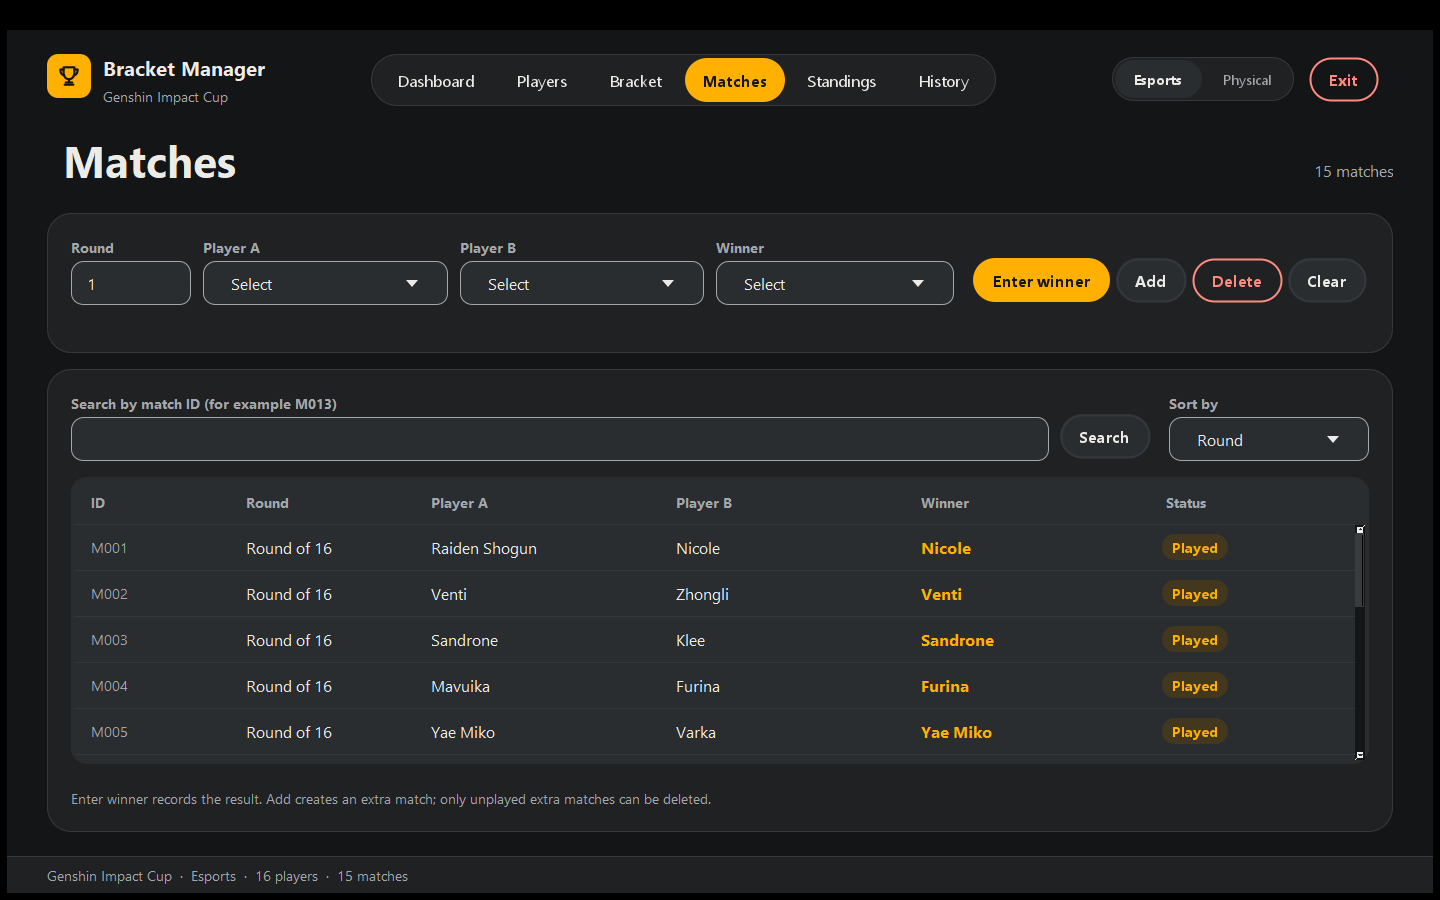 Bracket Manager
Genshin Impact Cup
Dashboard Players Bracket Matches Standings History
Esports Physical Exit
Matches
15 matches
Round Player A Player B Winner
1 Select Select Select Enter winner Add Delete Clear
Search by match ID (for example M013) Sort by
Search Round
ID Round Player A Player B Winner Status
M001 Round of 16 Raiden Shogun Nicole Nicole Played
M002 Round of 16 Venti Zhongli Venti Played
M003 Round of 16 Sandrone Klee Sandrone Played
M004 Round of 16 Mavuika Furina Furina Played
M005 Round of 16 Yae Miko Varka Yae Miko Played
Enter winner records the result. Add creates an extra match; only unplayed extra matches can be deleted.
Genshin Impact Cup · Esports · 16 players · 15 matches